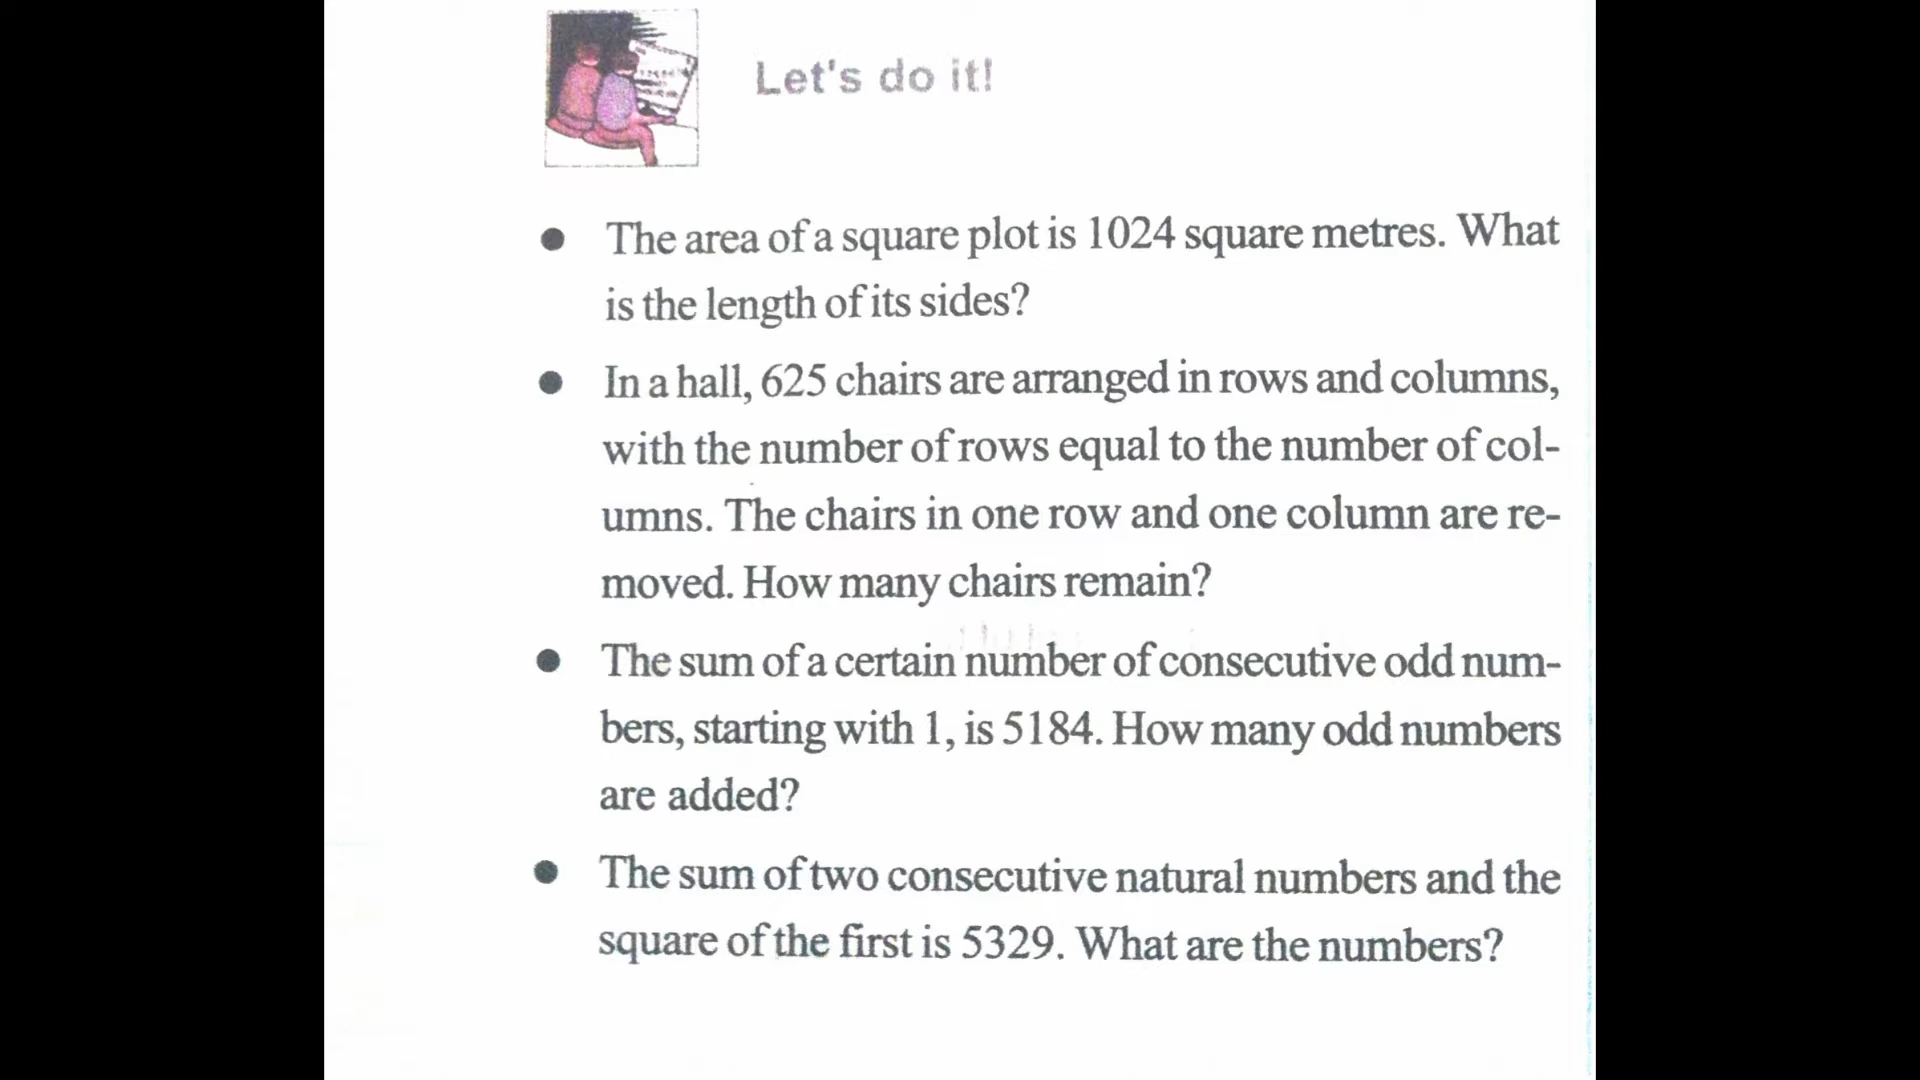 Let's do it!
● The area of a square plot is 1024 square metres. What
is the length of its sides?
● In a hall, 625 chairs are arranged in rows and columns,
with the number of rows equal to the number of col-
umns. The chairs in one row and one column are re-
moved. How many chairs remain?
● The sum of a certain number of consecutive odd num-
bers, starting with 1, is 5184. How many odd numbers
are added?
● The sum of two consecutive natural numbers and the
square of the first is 5329. What are the numbers?